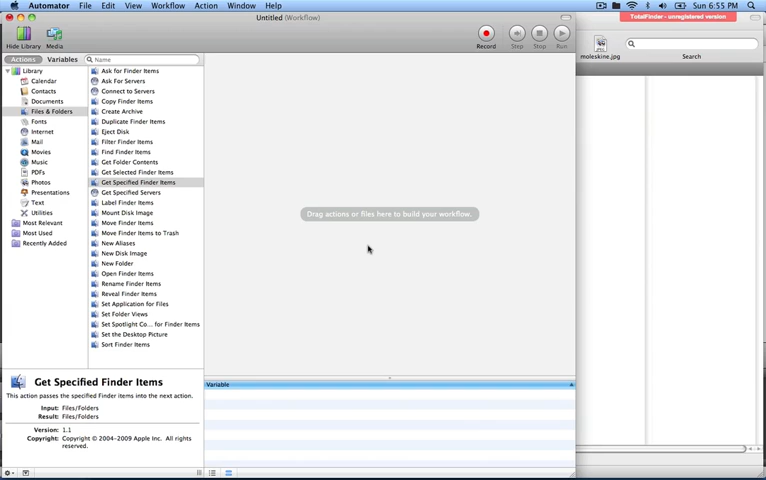 Automator File Edit View Workflow Action Window Help Sun 6:55 PM
TotalFinder - unregistered version
Untitled (Workflow)
Hide Library Media Record Step Stop Run
moleskine.jpg Search
Actions Variables Name
Library
Calendar
Contacts
Documents
Files & Folders
Fonts
Internet
Mail
Movies
Music
PDFs
Photos
Presentations
Text
Utilities
Most Relevant
Most Used
Recently Added
Ask for Finder Items
Ask For Servers
Connect to Servers
Copy Finder Items
Create Archive
Duplicate Finder Items
Eject Disk
Filter Finder Items
Find Finder Items
Get Folder Contents
Get Selected Finder Items
Get Specified Finder Items
Get Specified Servers
Label Finder Items
Mount Disk Image
Move Finder Items
Move Finder Items to Trash
New Aliases
New Disk Image
New Folder
Open Finder Items
Rename Finder Items
Reveal Finder Items
Set Application for Files
Set Folder Views
Set Spotlight Co... for Finder Items
Set the Desktop Picture
Sort Finder Items
Drag actions or files here to build your workflow.
Variable
Get Specified Finder Items
This action passes the specified Finder items into the next action.
Input: Files/Folders
Result: Files/Folders
Version: 1.1
Copyright: Copyright © 2004-2009 Apple Inc. All rights
reserved.